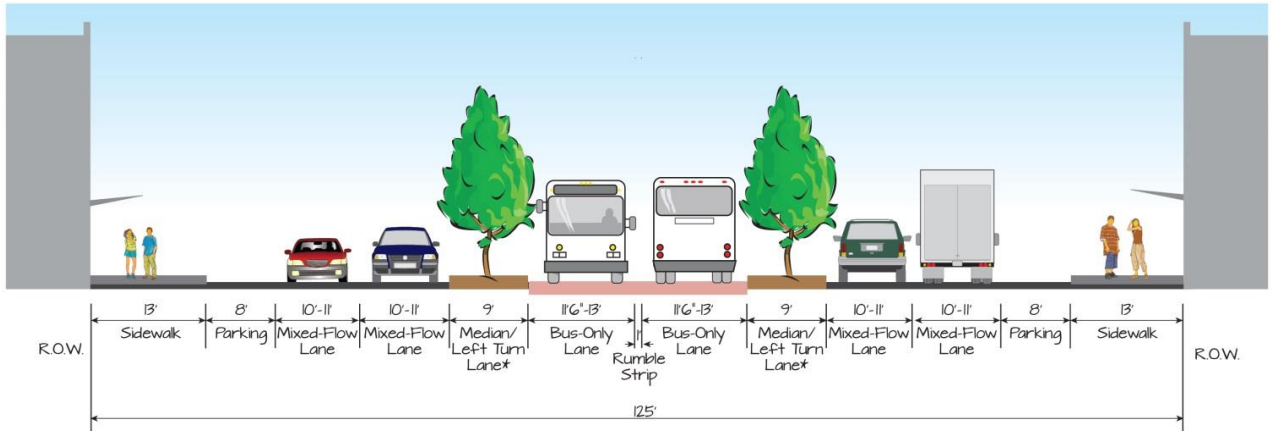 13' 8' 10'-11' 10'-11' 9' 11'6"-13' 1' 11'6"-13' 9' 10'-11' 10'-11' 8' 13'
R.O.W.
Sidewalk
Parking
Mixed-Flow
Lane
Mixed-Flow
Lane
Median/
Left Turn
Lane*
Bus-Only
Lane
Rumble
Strip
Bus-Only
Lane
Median/
Left Turn
Lane*
Mixed-Flow
Lane
Mixed-Flow
Lane
Parking
Sidewalk
R.O.W.
125'